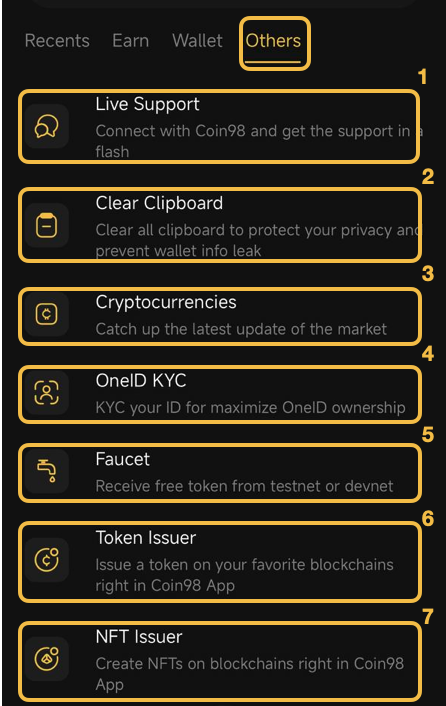 Recents Earn Wallet Others
1
Live Support
Connect with Coin98 and get the support in a
flash
2
Clear Clipboard
Clear all clipboard to protect your privacy and
prevent wallet info leak
3
Cryptocurrencies
Catch up the latest update of the market
4
OneID KYC
KYC your ID for maximize OneID ownership
5
Faucet
Receive free token from testnet or devnet
6
Token Issuer
Issue a token on your favorite blockchains
right in Coin98 App
7
NFT Issuer
Create NFTs on blockchains right in Coin98
App